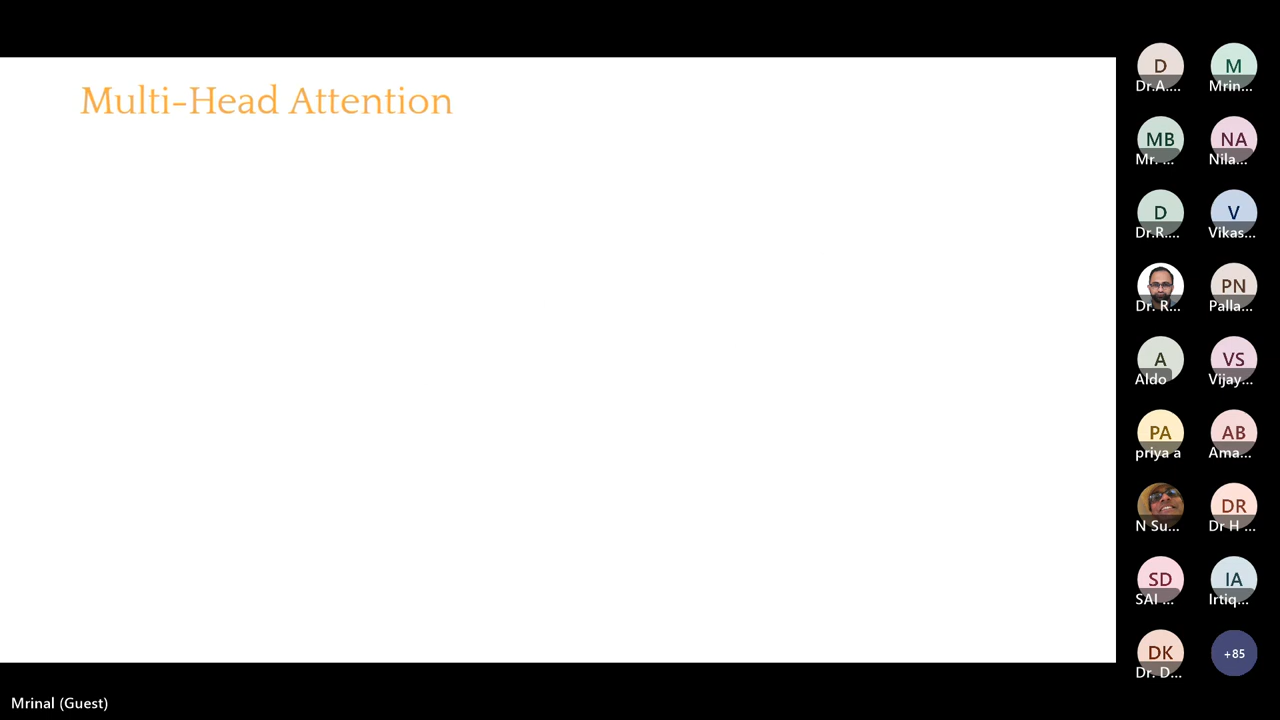 Multi-Head Attention
D
Dr.A....
M
Mrin...
MB
Mr. ...
NA
Nila...
D
Dr.R....
V
Vikas...
Dr. R...
PN
Palla...
A
Aldo
VS
Vijay...
PA
priya a
AB
Ama...
N Su...
DR
Dr H ...
SD
SAI ...
IA
Irtiq...
DK
Dr. D...
+85
Mrinal (Guest)